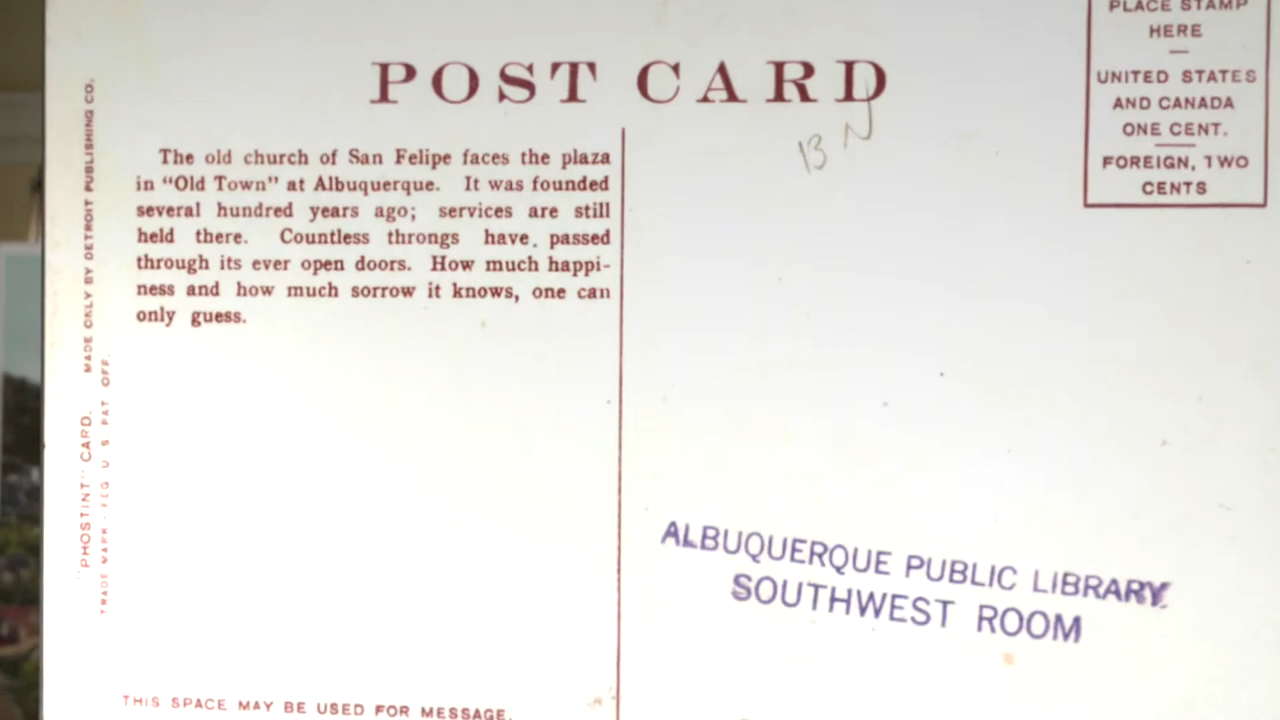 POST CARD
PLACE STAMP
HERE
—
UNITED STATES
AND CANADA
ONE CENT.
—
FOREIGN, TWO
CENTS
13 N
The old church of San Felipe faces the plaza
in “Old Town” at Albuquerque. It was founded
several hundred years ago; services are still
held there. Countless throngs have passed
through its ever open doors. How much happi-
ness and how much sorrow it knows, one can
only guess.
"PHOSTINT" CARD. MADE ONLY BY DETROIT PUBLISHING CO.
TRADE MARK REG U S PAT OFF.
ALBUQUERQUE PUBLIC LIBRARY
SOUTHWEST ROOM
THIS SPACE MAY BE USED FOR MESSAGE.